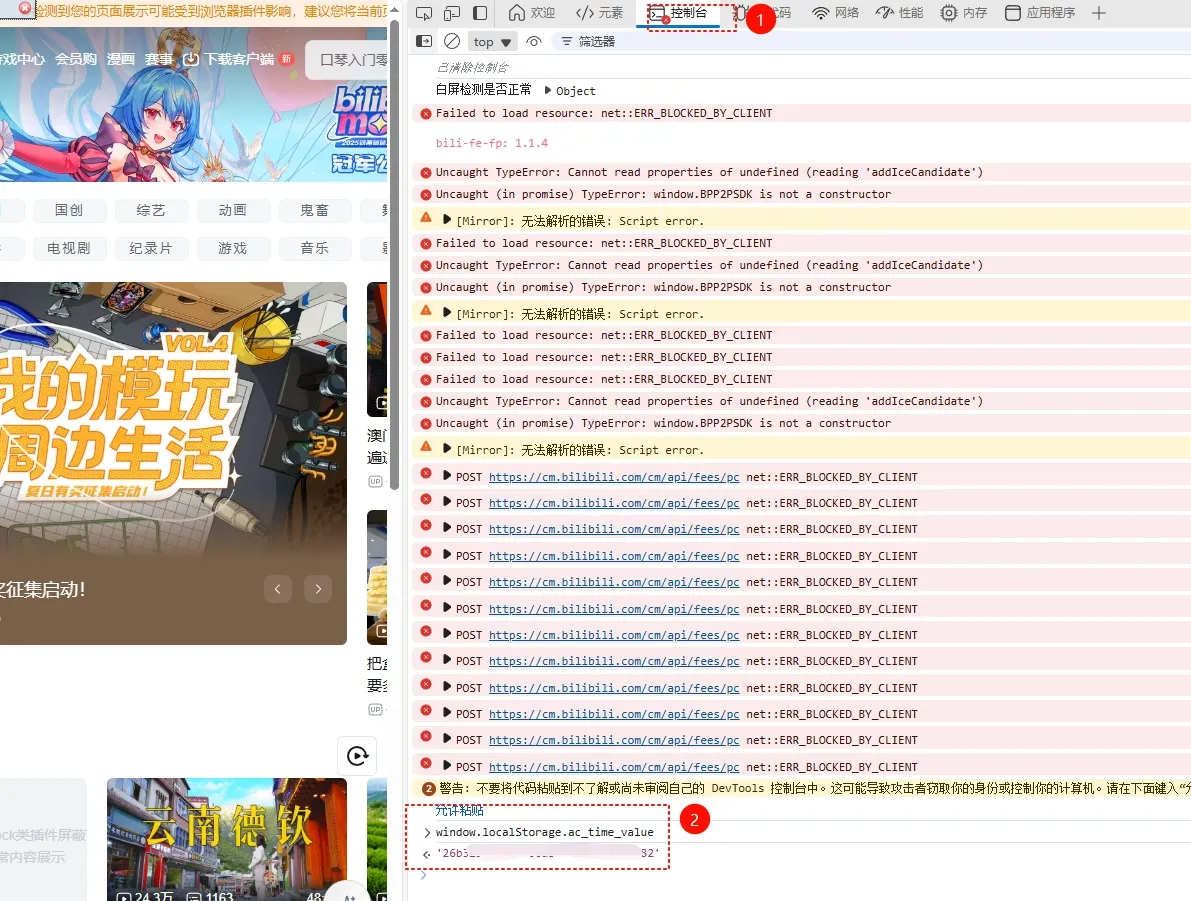 检测到您的页面展示可能受到浏览器插件影响，建议您将当前页
游戏中心 会员购 漫画 赛事 下载客户端 新
口琴入门零
bili
mo
2025动画
冠军
国创 综艺 动画 鬼畜
电视剧 纪录片 游戏 音乐
VOL.4
我的模玩
周边生活
夏日有奖征集启动!
奖征集启动!
澳门
遍
UP
把
要多
UP
ock类插件屏蔽
常内容展示
云南德钦
24.3万 1163 48
欢迎 元素 控制台 代码 网络 性能 内存 应用程序
1
top 筛选器
已清除控制台
白屏检测是否正常 Object
Failed to load resource: net::ERR_BLOCKED_BY_CLIENT
bili-fe-fp: 1.1.4
Uncaught TypeError: Cannot read properties of undefined (reading 'addIceCandidate')
Uncaught (in promise) TypeError: window.BPP2PSDK is not a constructor
[Mirror]: 无法解析的错误: Script error.
Failed to load resource: net::ERR_BLOCKED_BY_CLIENT
Uncaught TypeError: Cannot read properties of undefined (reading 'addIceCandidate')
Uncaught (in promise) TypeError: window.BPP2PSDK is not a constructor
[Mirror]: 无法解析的错误: Script error.
Failed to load resource: net::ERR_BLOCKED_BY_CLIENT
Failed to load resource: net::ERR_BLOCKED_BY_CLIENT
Failed to load resource: net::ERR_BLOCKED_BY_CLIENT
Uncaught TypeError: Cannot read properties of undefined (reading 'addIceCandidate')
Uncaught (in promise) TypeError: window.BPP2PSDK is not a constructor
[Mirror]: 无法解析的错误: Script error.
POST https://cm.bilibili.com/cm/api/fees/pc net::ERR_BLOCKED_BY_CLIENT
POST https://cm.bilibili.com/cm/api/fees/pc net::ERR_BLOCKED_BY_CLIENT
POST https://cm.bilibili.com/cm/api/fees/pc net::ERR_BLOCKED_BY_CLIENT
POST https://cm.bilibili.com/cm/api/fees/pc net::ERR_BLOCKED_BY_CLIENT
POST https://cm.bilibili.com/cm/api/fees/pc net::ERR_BLOCKED_BY_CLIENT
POST https://cm.bilibili.com/cm/api/fees/pc net::ERR_BLOCKED_BY_CLIENT
POST https://cm.bilibili.com/cm/api/fees/pc net::ERR_BLOCKED_BY_CLIENT
POST https://cm.bilibili.com/cm/api/fees/pc net::ERR_BLOCKED_BY_CLIENT
POST https://cm.bilibili.com/cm/api/fees/pc net::ERR_BLOCKED_BY_CLIENT
POST https://cm.bilibili.com/cm/api/fees/pc net::ERR_BLOCKED_BY_CLIENT
POST https://cm.bilibili.com/cm/api/fees/pc net::ERR_BLOCKED_BY_CLIENT
POST https://cm.bilibili.com/cm/api/fees/pc net::ERR_BLOCKED_BY_CLIENT
2 警告: 不要将代码粘贴到不了解或尚未审阅自己的 DevTools 控制台中。这可能导致攻击者窃取你的身份或控制你的计算机。请在下面键入“允
允许粘贴
2
window.localStorage.ac_time_value
'26b3 82'